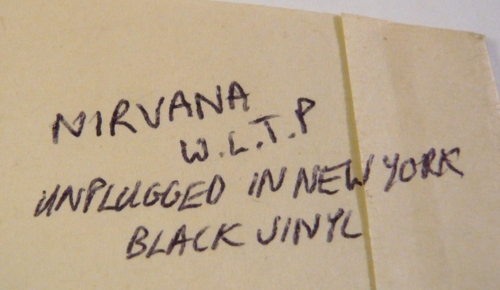 NIRVANA
W.L.T.P
UNPLUGGED IN NEW YORK
BLACK VINYL